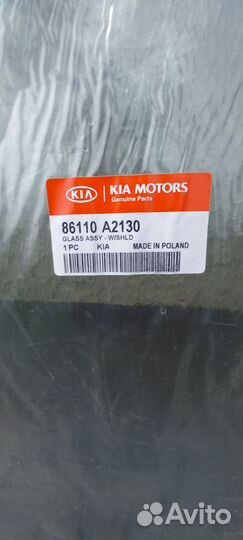 KIA KIA MOTORS
Genuine Parts
86110 A2130
GLASS ASSY - W/SHLD
1 PC KIA MADE IN POLAND
Avito